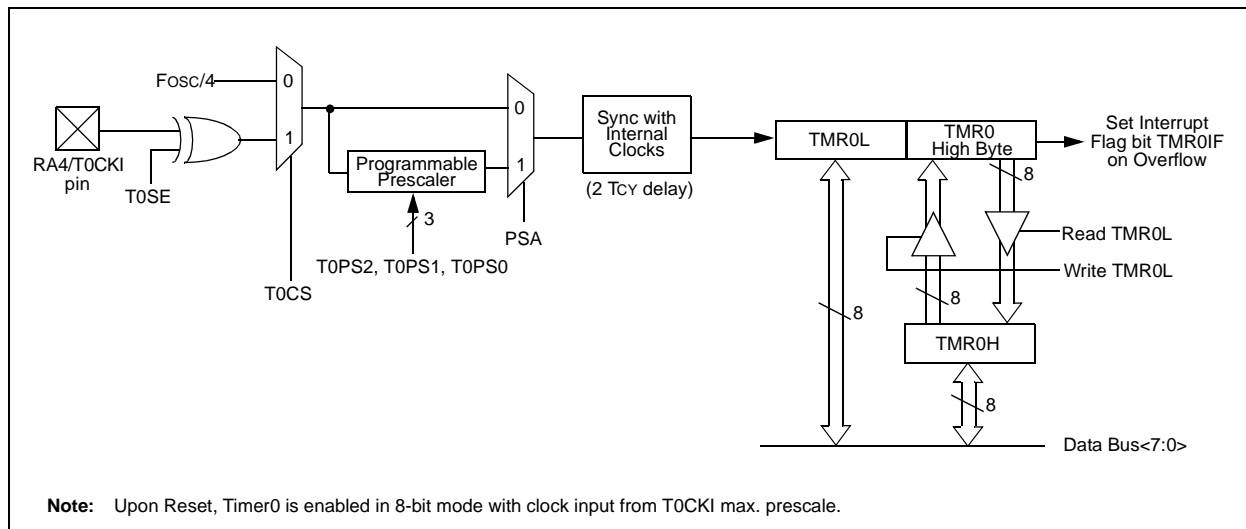 FOSC/4
0
1
RA4/T0CKI
pin
T0SE
T0CS
Programmable
Prescaler
3
T0PS2, T0PS1, T0PS0
0
1
PSA
Sync with
Internal
Clocks
(2 TCY delay)
TMR0L
TMR0
High Byte
Set Interrupt
Flag bit TMR0IF
on Overflow
8
Read TMR0L
Write TMR0L
8
8
TMR0H
8
Data Bus<7:0>
Note: Upon Reset, Timer0 is enabled in 8-bit mode with clock input from T0CKI max. prescale.